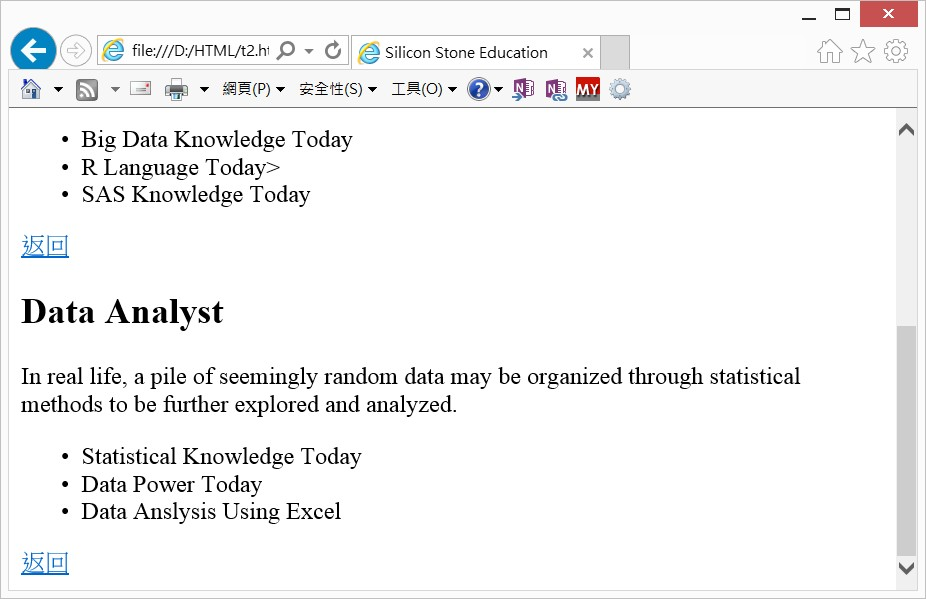 file:///D:/HTML/t2.h
Silicon Stone Education
網頁(P) 安全性(S) 工具(O) ? N N MY
• Big Data Knowledge Today
• R Language Today>
• SAS Knowledge Today
返回
Data Analyst
In real life, a pile of seemingly random data may be organized through statistical
methods to be further explored and analyzed.
• Statistical Knowledge Today
• Data Power Today
• Data Anslysis Using Excel
返回